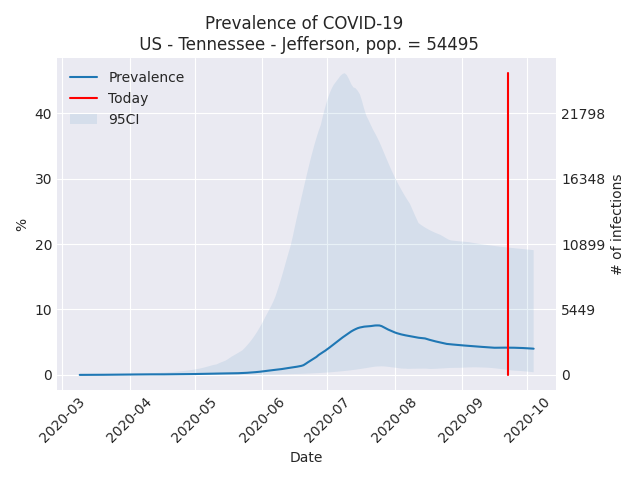 Prevalence of COVID-19
US - Tennessee - Jefferson, pop. = 54495
Prevalence
Today
95CI
%
40
30
20
10
0
21798
16348
10899
5449
0
# of infections
2020-03
2020-04
2020-05
2020-06
2020-07
2020-08
2020-09
2020-10
Date